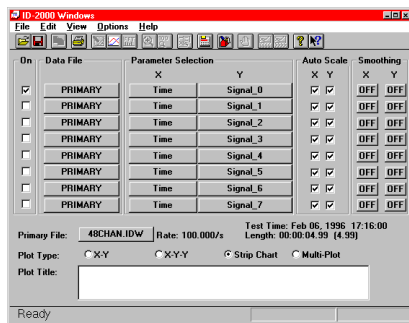 ID-2000 Windows
File Edit View Options Help
On Data File Parameter Selection Auto Scale Smoothing
X Y X Y X Y
PRIMARY Time Signal_0 OFF OFF
PRIMARY Time Signal_1 OFF OFF
PRIMARY Time Signal_2 OFF OFF
PRIMARY Time Signal_3 OFF OFF
PRIMARY Time Signal_4 OFF OFF
PRIMARY Time Signal_5 OFF OFF
PRIMARY Time Signal_6 OFF OFF
PRIMARY Time Signal_7 OFF OFF
Test Time: Feb 06, 1996 17:16:00
Primary File: 48CHAN.IDW Rate: 100.000/s Length: 00:00:04.99 (4.99)
Plot Type: X-Y X-Y-Y Strip Chart Multi-Plot
Plot Title:
Ready